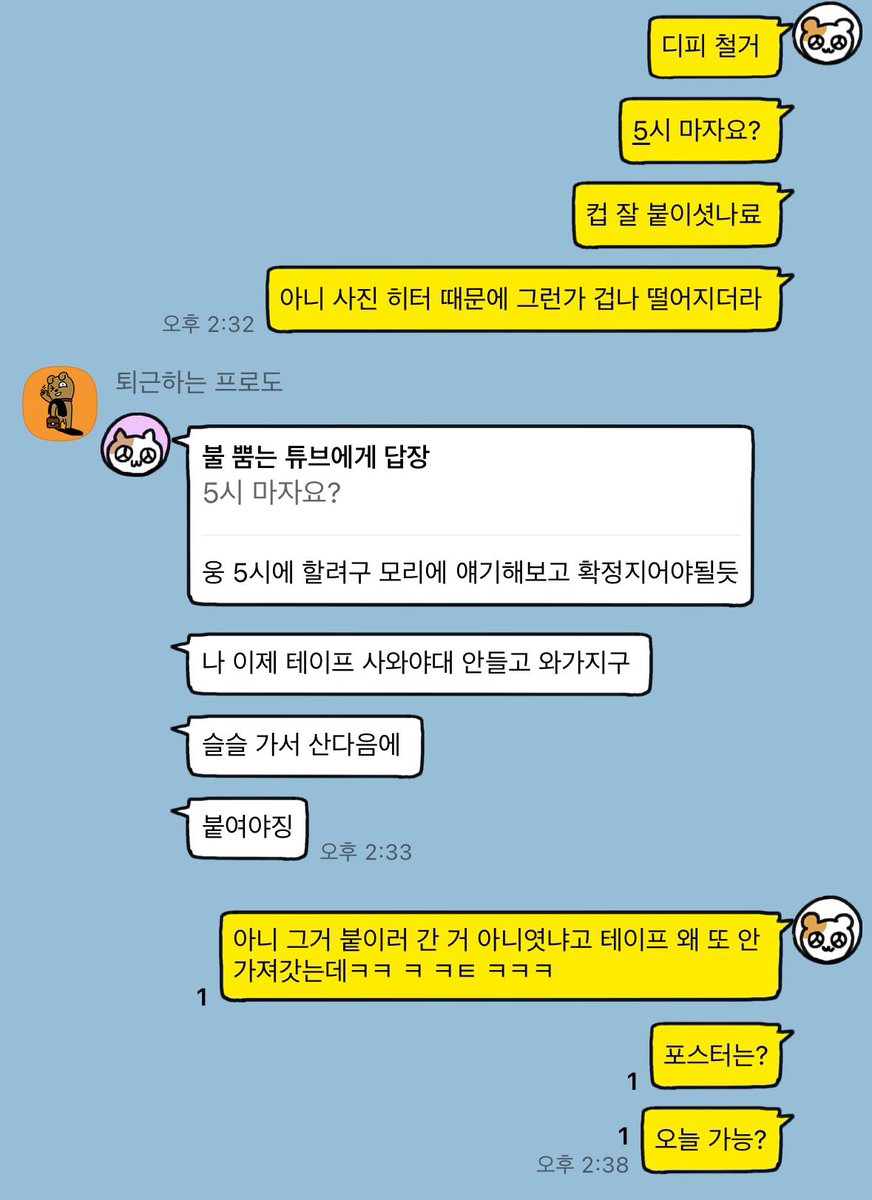 디피 철거
5시 마자요?
컵 잘 붙이셧나료
아니 사진 히터 때문에 그런가 겁나 떨어지더라
오후 2:32
퇴근하는 프로도
불 뿜는 튜브에게 답장
5시 마자요?
웅 5시에 할려구 모리에 얘기해보고 확정지어야될듯
나 이제 테이프 사와야대 안들고 와가지구
슬슬 가서 산다음에
붙여야징
오후 2:33
아니 그거 붙이러 간 거 아니엿냐고 테이프 왜 또 안
가져갓는데ㅋㅋ ㅋ ㅋㅌ ㅋㅋㅋ
1
포스터는?
1
오늘 가능?
1
오후 2:38